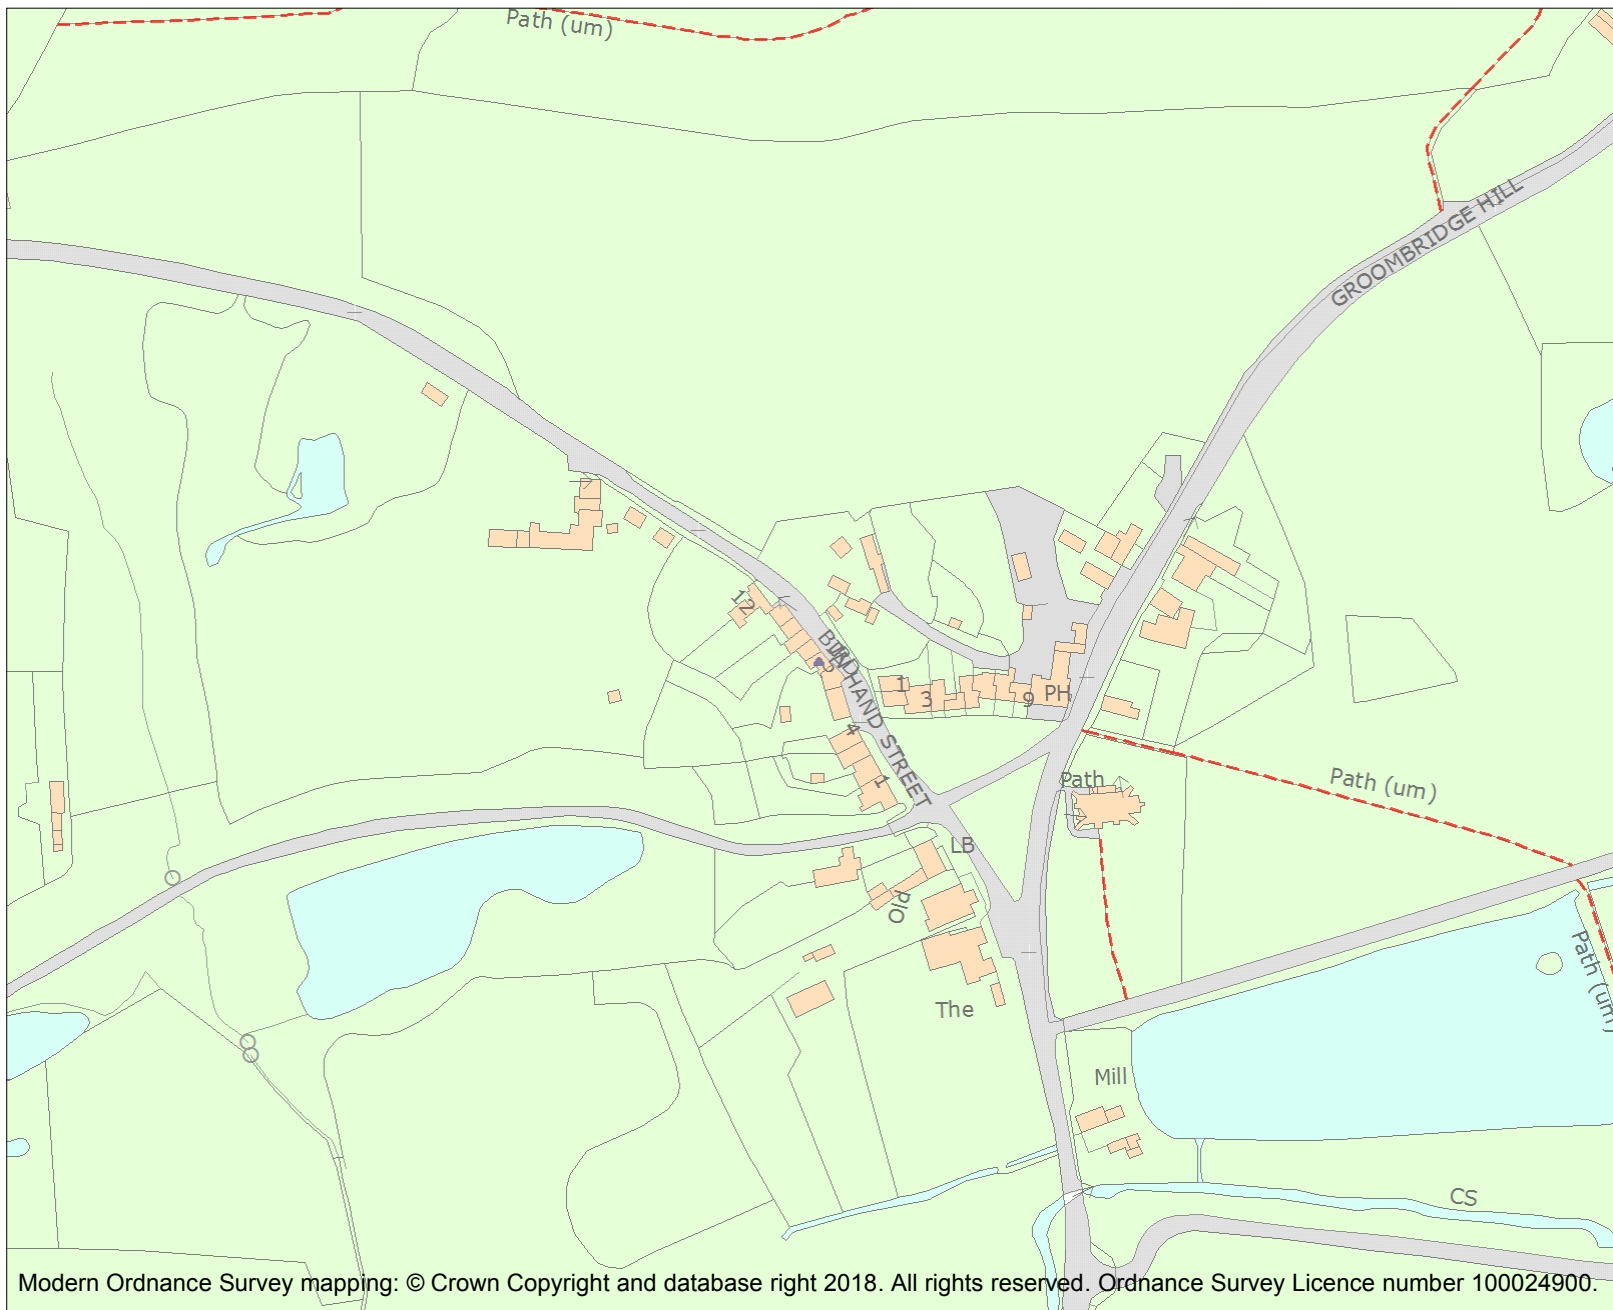 Path (um)
GROOMBRIDGE HILL
12
1
3
9
PH
4
1
HAND STREET
Path
Path (um)
LB
Old
Path (um)
The
Mill
CS
Modern Ordnance Survey mapping: © Crown Copyright and database right 2018. All rights reserved. Ordnance Survey Licence number 100024900.